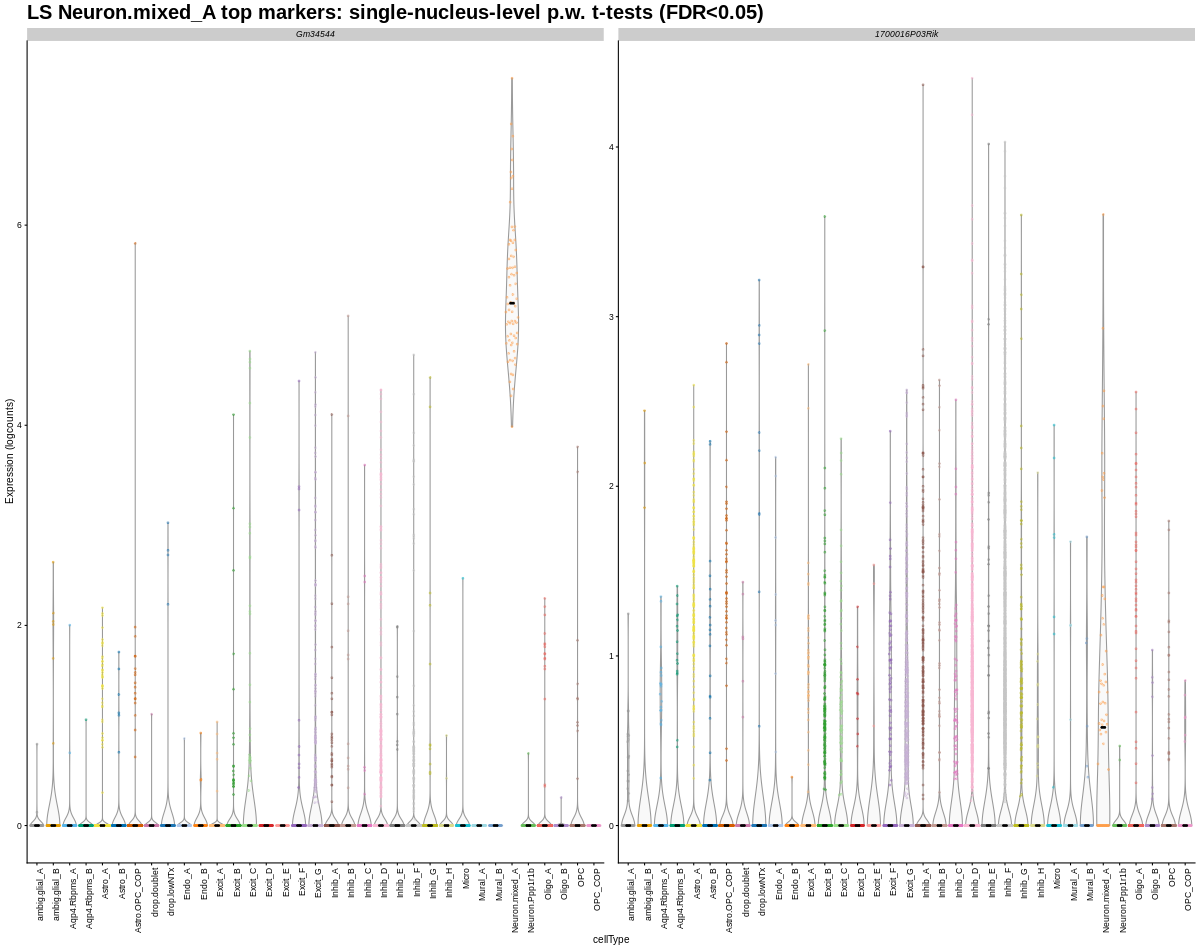 LS Neuron.mixed_A top markers: single-nucleus-level p.w. t-tests (FDR<0.05)
Gm34544
1700016P03Rik
Expression (logcounts)
6
4
2
0
4
3
2
1
0
ambig.glial_A
ambig.glial_B
Aqp4.Rbpms_A
Aqp4.Rbpms_B
Astro_A
Astro_B
Astro.OPC_COP
drop.doublet
drop.lowNTx
Endo_A
Endo_B
Excit_A
Excit_B
Excit_C
Excit_D
Excit_E
Excit_F
Excit_G
Inhib_A
Inhib_B
Inhib_C
Inhib_D
Inhib_E
Inhib_F
Inhib_G
Inhib_H
Micro
Mural_A
Mural_B
Neuron.mixed_A
Neuron.Ppp1r1b
Oligo_A
Oligo_B
OPC
OPC_COP
ambig.glial_A
ambig.glial_B
Aqp4.Rbpms_A
Aqp4.Rbpms_B
Astro_A
Astro_B
Astro.OPC_COP
drop.doublet
drop.lowNTx
Endo_A
Endo_B
Excit_A
Excit_B
Excit_C
Excit_D
Excit_E
Excit_F
Excit_G
Inhib_A
Inhib_B
Inhib_C
Inhib_D
Inhib_E
Inhib_F
Inhib_G
Inhib_H
Micro
Mural_A
Mural_B
Neuron.mixed_A
Neuron.Ppp1r1b
Oligo_A
Oligo_B
OPC
OPC_COP
cellType